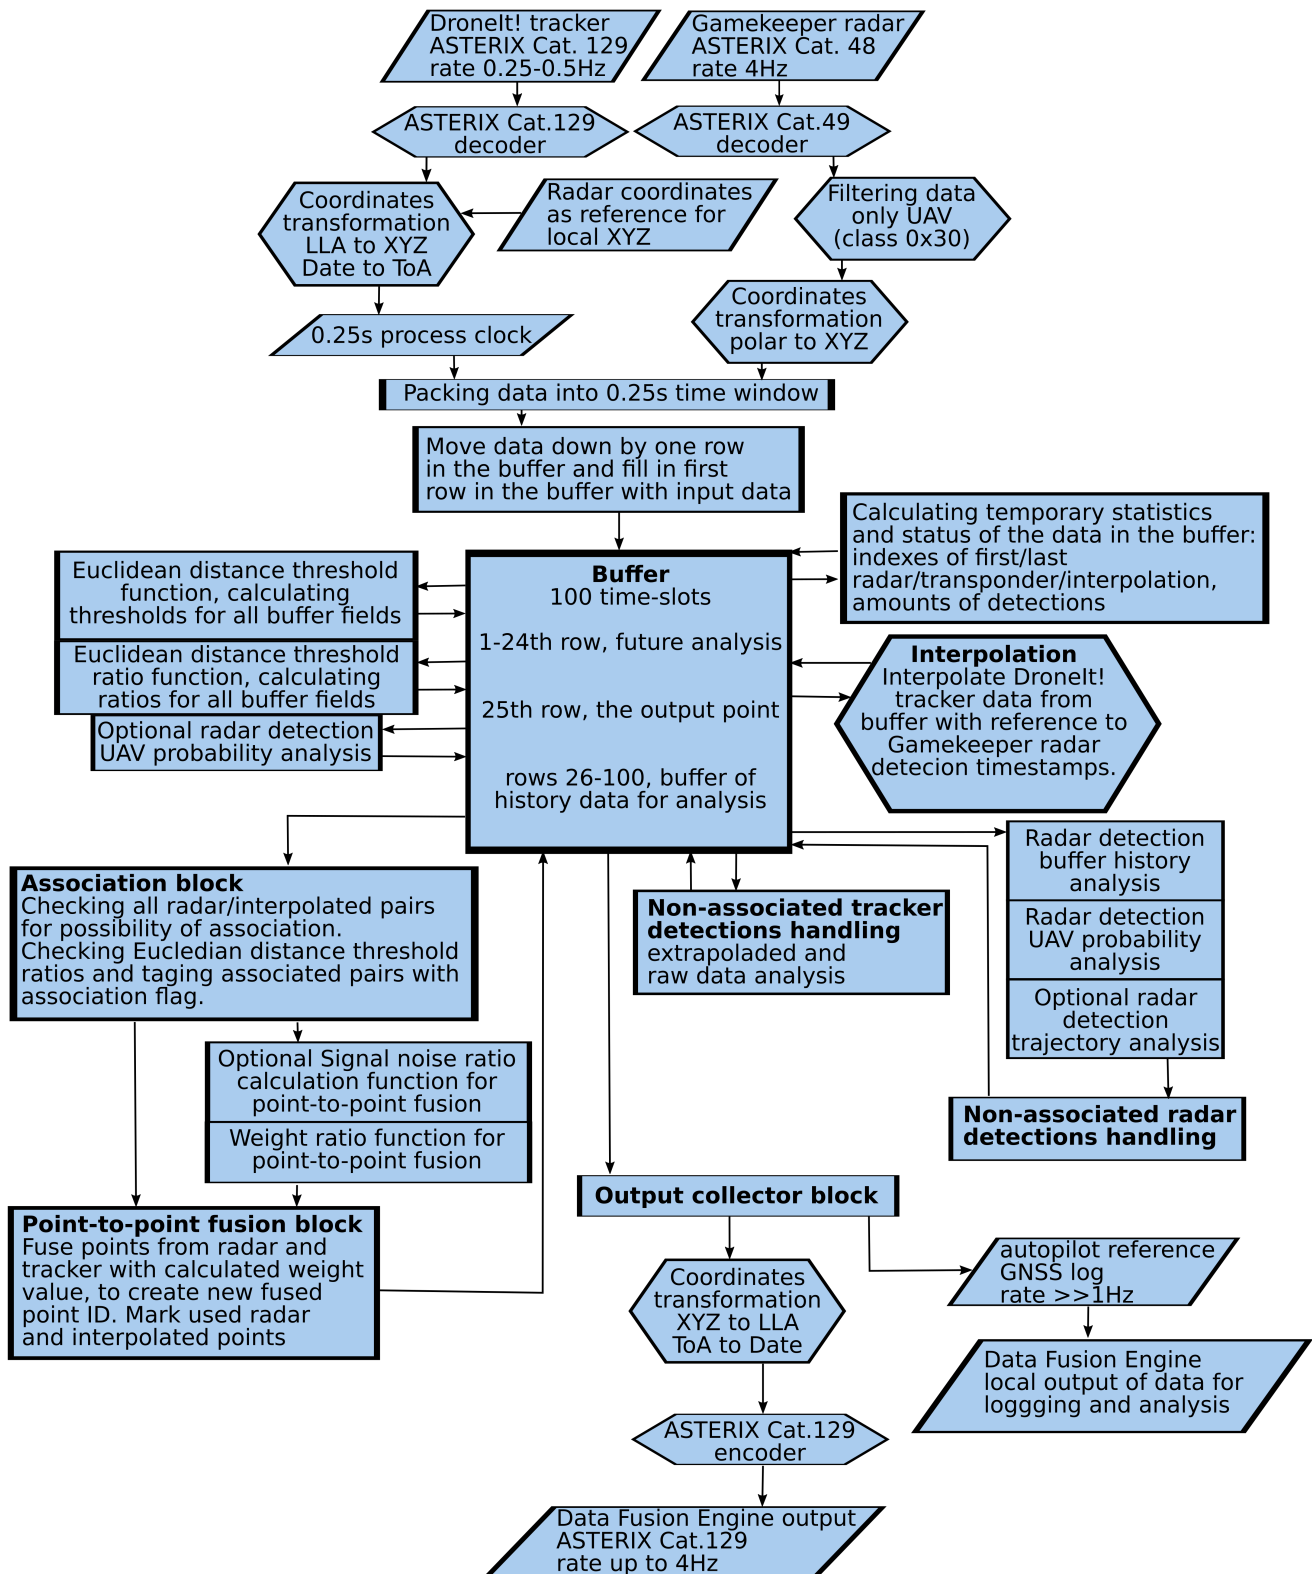 DroneIt! tracker
ASTERIX Cat. 129
rate 0.25-0.5Hz
Gamekeeper radar
ASTERIX Cat. 48
rate 4Hz
ASTERIX Cat.129
decoder
ASTERIX Cat.49
decoder
Coordinates
transformation
LLA to XYZ
Date to ToA
Radar coordinates
as reference for
local XYZ
Filtering data
only UAV
(class 0x30)
Coordinates
transformation
polar to XYZ
0.25s process clock
Packing data into 0.25s time window
Move data down by one row
in the buffer and fill in first
row in the buffer with input data
Calculating temporary statistics
and status of the data in the buffer:
indexes of first/last
radar/transponder/interpolation,
amounts of detections
Euclidean distance threshold
function, calculating
thresholds for all buffer fields
Euclidean distance threshold
ratio function, calculating
ratios for all buffer fields
Optional radar detection
UAV probability analysis
Buffer
100 time-slots
1-24th row, future analysis
25th row, the output point
rows 26-100, buffer of
history data for analysis
Interpolation
Interpolate DroneIt!
tracker data from
buffer with reference to
Gamekeeper radar
detecion timestamps.
Radar detection
buffer history
analysis
Radar detection
UAV probability
analysis
Optional radar
detection
trajectory analysis
Association block
Checking all radar/interpolated pairs
for possibility of association.
Checking Eucledian distance threshold
ratios and taging associated pairs with
association flag.
Non-associated tracker
detections handling
extrapoladed and
raw data analysis
Optional Signal noise ratio
calculation function for
point-to-point fusion
Weight ratio function for
point-to-point fusion
Non-associated radar
detections handling
Output collector block
Point-to-point fusion block
Fuse points from radar and
tracker with calculated weight
value, to create new fused
point ID. Mark used radar
and interpolated points
Coordinates
transformation
XYZ to LLA
ToA to Date
autopilot reference
GNSS log
rate >>1Hz
Data Fusion Engine
local output of data for
loggging and analysis
ASTERIX Cat.129
encoder
Data Fusion Engine output
ASTERIX Cat.129
rate up to 4Hz